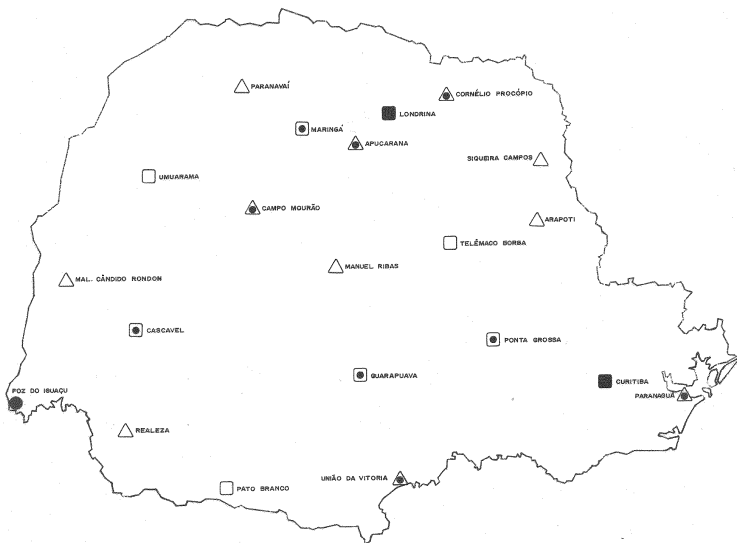 PARANAVAÍ
CORNÉLIO PROCÓPIO
LONDRINA
MARINGÁ
APUCARANA
SIQUEIRA CAMPOS
UMUARAMA
CAMPO MOURÃO
ARAPOTI
TELÊMACO BORBA
MANUEL RIBAS
MAL. CÂNDIDO RONDON
CASCAVEL
PONTA GROSSA
GUARAPUAVA
CURITIBA
FOZ DO IGUAÇU
PARANAGUÁ
REALEZA
UNIÃO DA VITORIA
PATO BRANCO